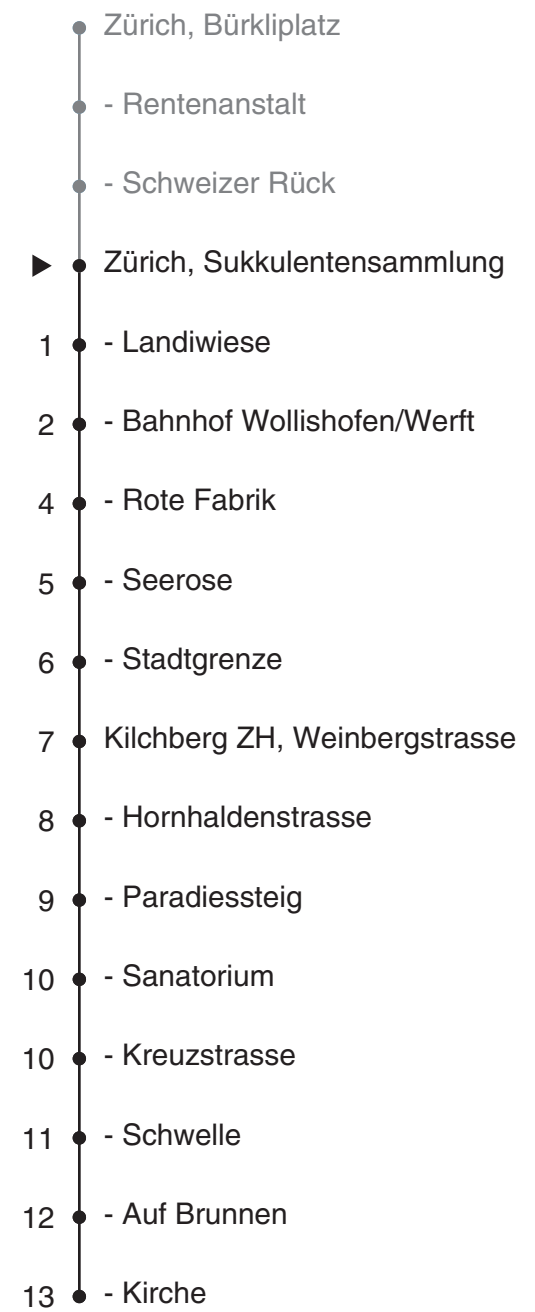 Zürich, Bürkliplatz
- Rentenanstalt
- Schweizer Rück
▶ Zürich, Sukkulentensammlung
1 - Landiwiese
2 - Bahnhof Wollishofen/Werft
4 - Rote Fabrik
5 - Seerose
6 - Stadtgrenze
7 Kilchberg ZH, Weinbergstrasse
8 - Hornhaldenstrasse
9 - Paradiessteig
10 - Sanatorium
10 - Kreuzstrasse
11 - Schwelle
12 - Auf Brunnen
13 - Kirche